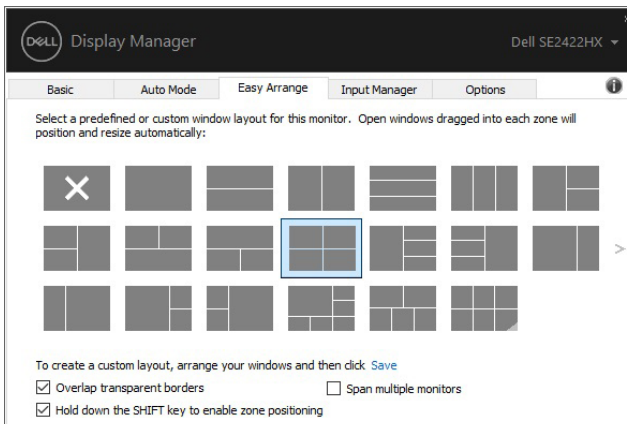 DELL Display Manager Dell SE2422HX
Basic Auto Mode Easy Arrange Input Manager Options
Select a predefined or custom window layout for this monitor. Open windows dragged into each zone will
position and resize automatically:
To create a custom layout, arrange your windows and then click Save
Overlap transparent borders Span multiple monitors
Hold down the SHIFT key to enable zone positioning